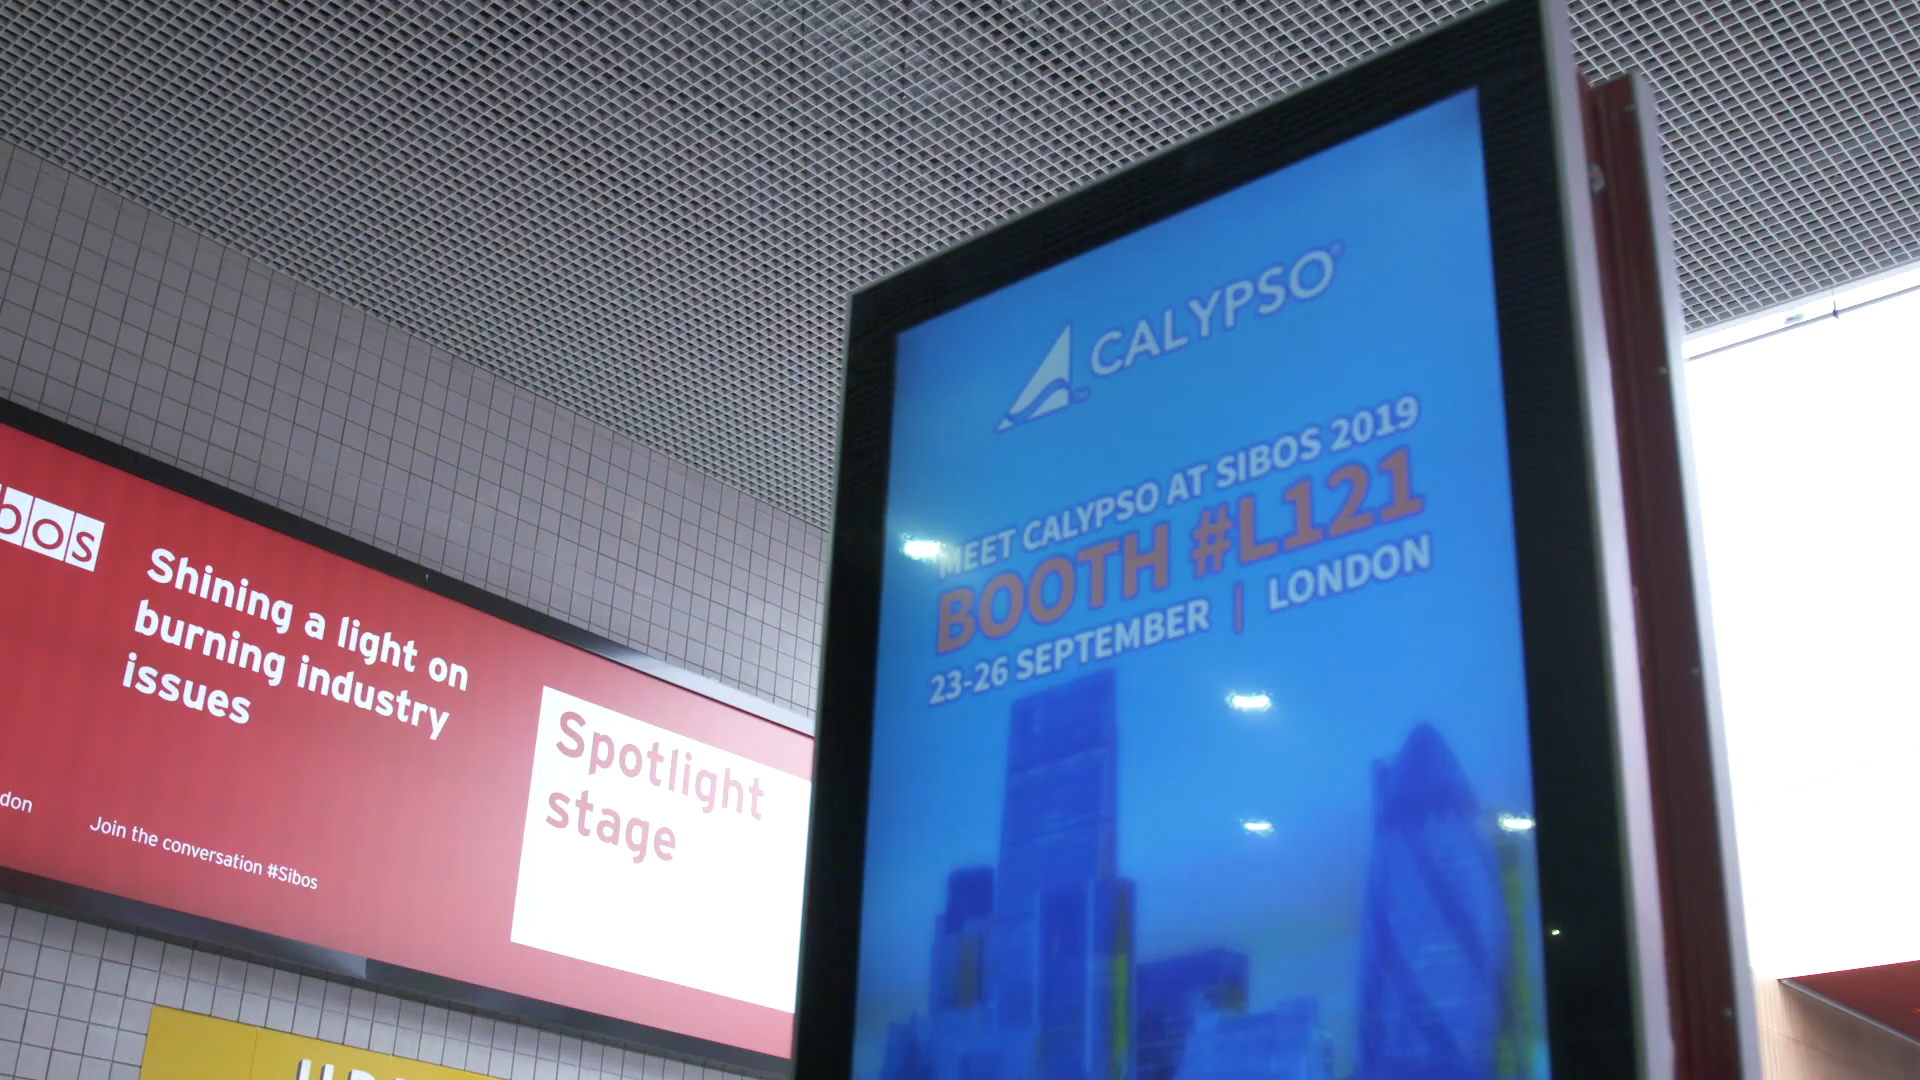 bos
Shining a light on
burning industry
issues
don
Join the conversation #Sibos
Spotlight
stage
CALYPSO
MEET CALYPSO AT SIBOS 2019
BOOTH #L121
23-26 SEPTEMBER | LONDON